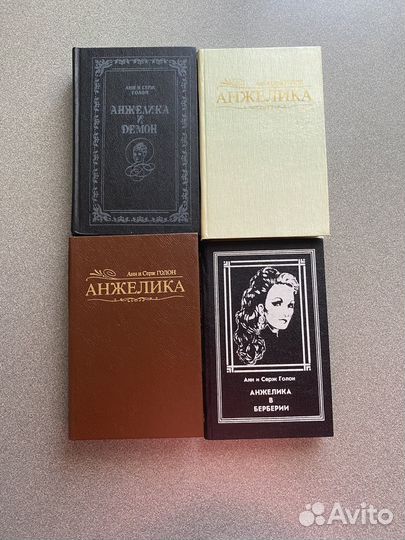 АНН И СЕРЖ
ГОЛОН
АНЖЕЛИКА
И
ДЕМОН
АНЖЕЛИКА
Анн и Серж ГОЛОН
АНЖЕЛИКА
Анн и Серж Голон
АНЖЕЛИКА
В
БЕРБЕРИИ
Avito